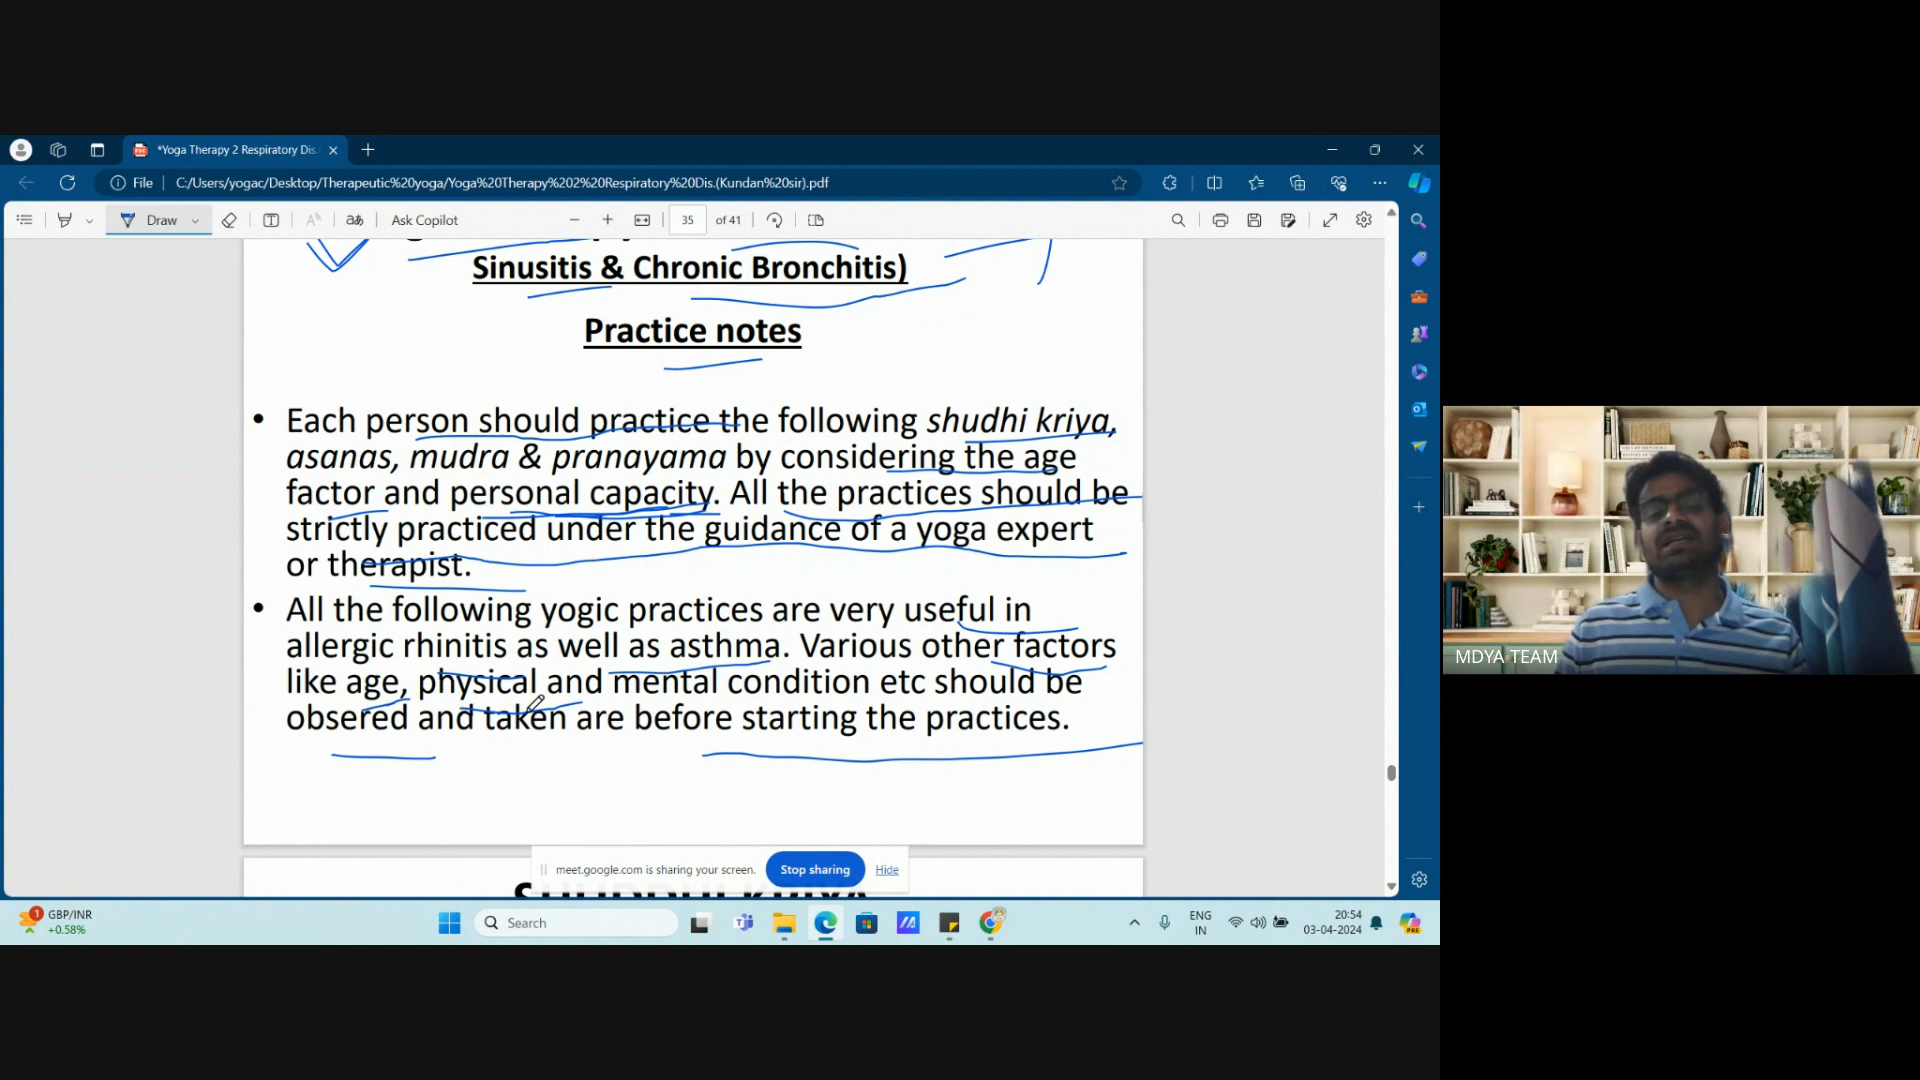 *Yoga Therapy 2 Respiratory Dis.
File
C:/Users/yogac/Desktop/Therapeutic%20yoga/Yoga%20Therapy%202%20Respiratory%20Dis.(Kundan%20sir).pdf
Draw
aあ
Ask Copilot
35 of 41
Sinusitis & Chronic Bronchitis)
Practice notes
• Each person should practice the following shudhi kriya,
asanas, mudra & pranayama by considering the age
factor and personal capacity. All the practices should be
strictly practiced under the guidance of a yoga expert
or therapist.
• All the following yogic practices are very useful in
allergic rhinitis as well as asthma. Various other factors
like age, physical and mental condition etc should be
obsered and taken are before starting the practices.
MDYA TEAM
meet.google.com is sharing your screen.
Stop sharing
Hide
1
GBP/INR
+0.58%
Search
ENG
IN
20:54
03-04-2024
PRE